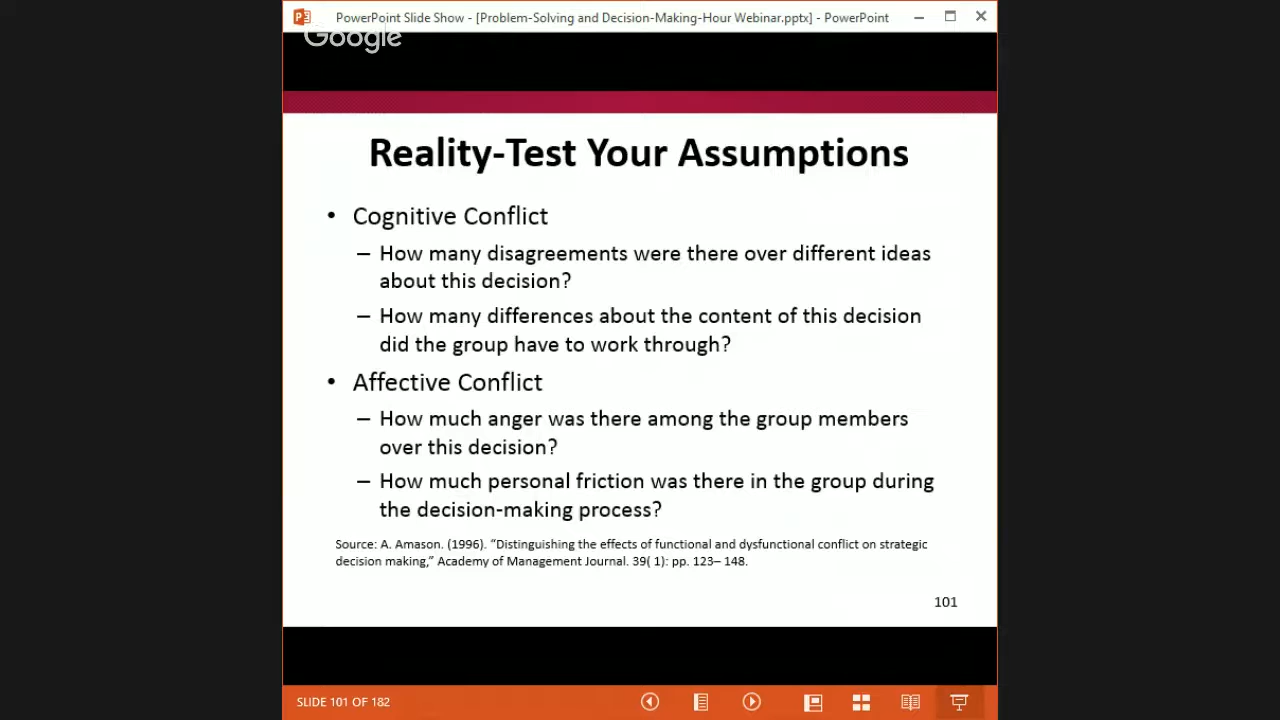 PowerPoint Slide Show - [Problem-Solving and Decision-Making-Hour Webinar.pptx] - PowerPoint
Google
Reality-Test Your Assumptions
• Cognitive Conflict
– How many disagreements were there over different ideas
about this decision?
– How many differences about the content of this decision
did the group have to work through?
• Affective Conflict
– How much anger was there among the group members
over this decision?
– How much personal friction was there in the group during
the decision-making process?
Source: A. Amason. (1996). “Distinguishing the effects of functional and dysfunctional conflict on strategic
decision making,” Academy of Management Journal. 39( 1): pp. 123– 148.
101
SLIDE 101 OF 182